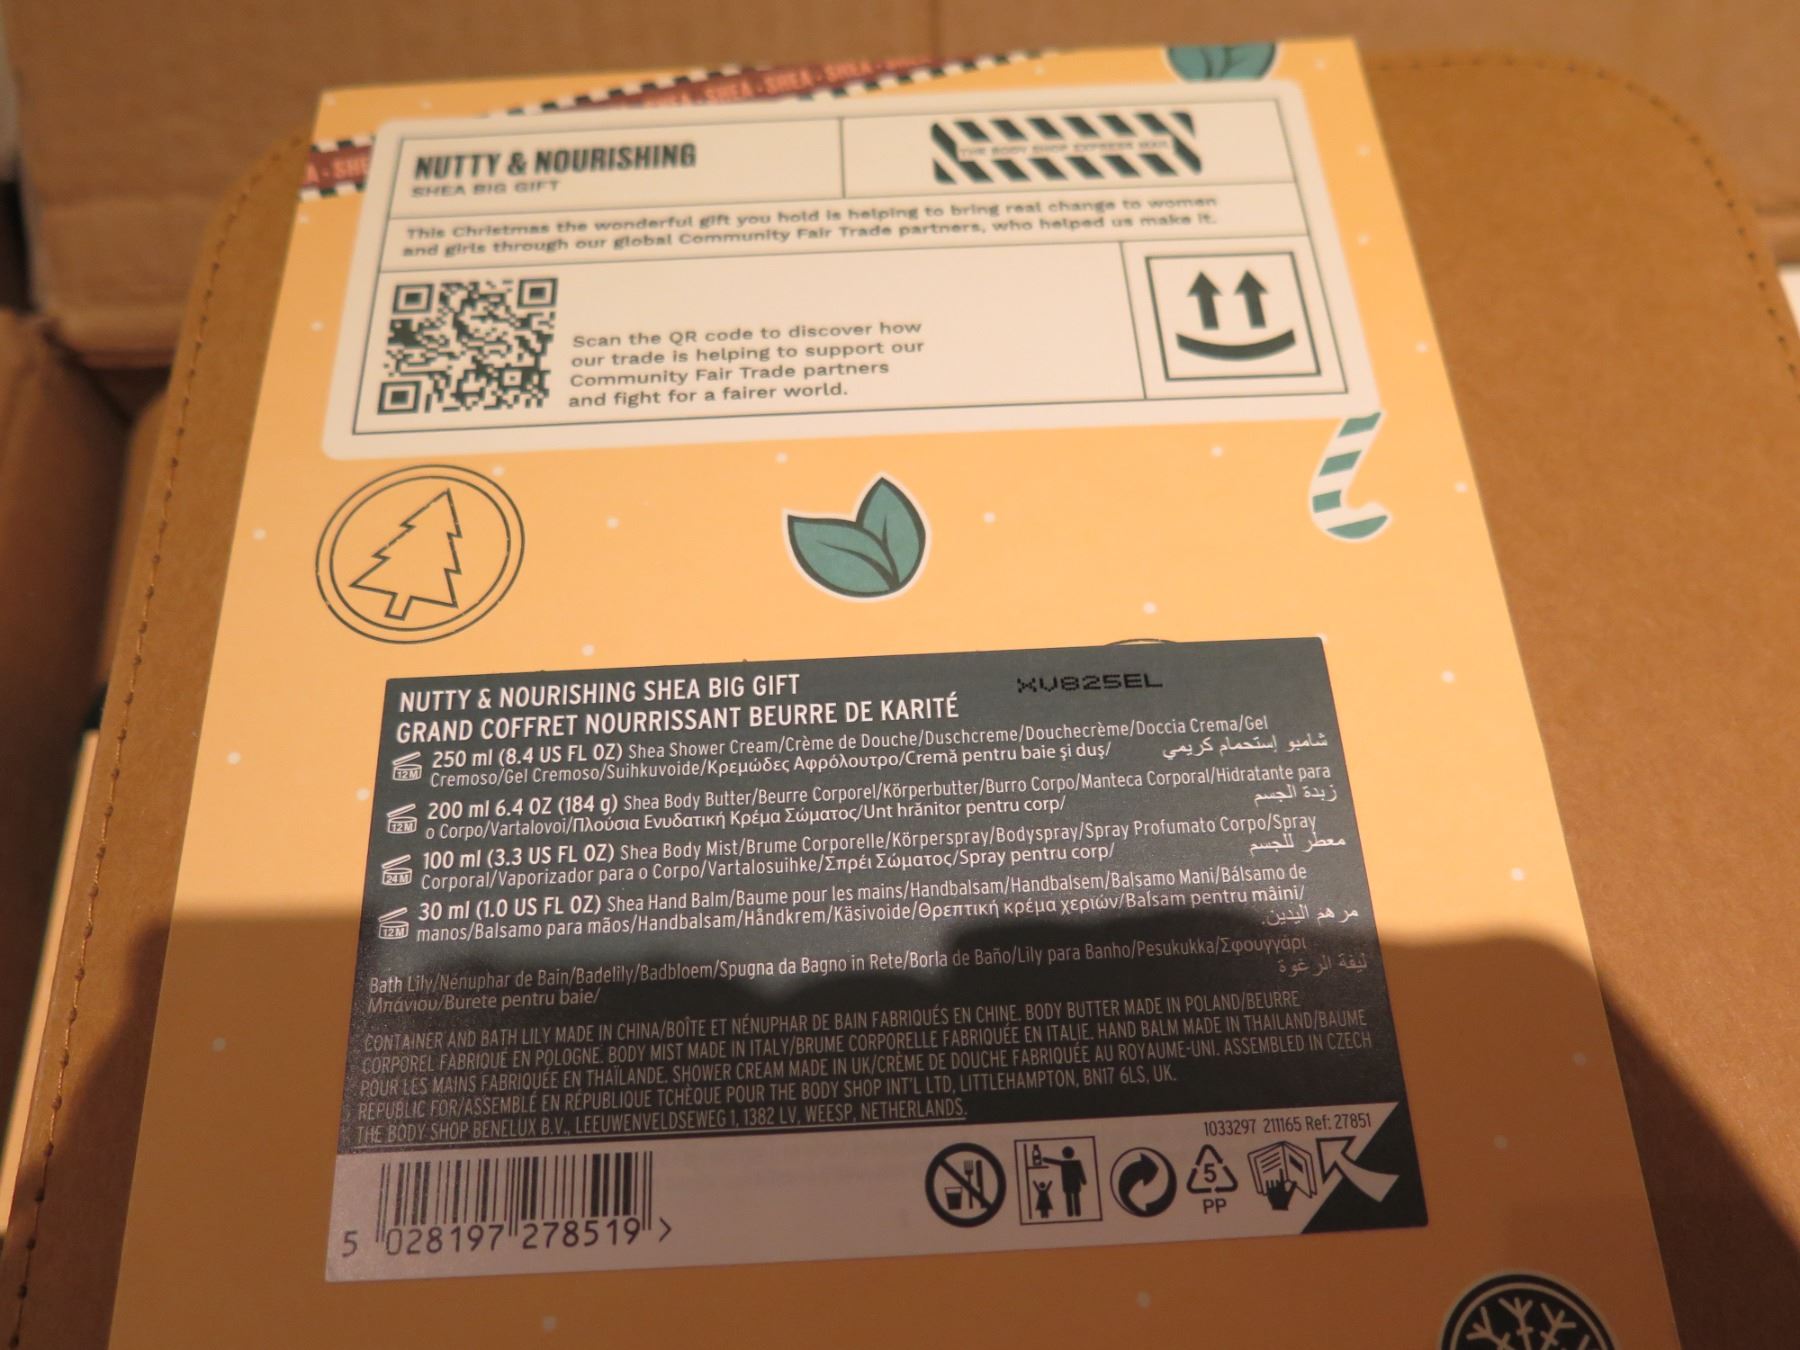 SHEA • SHEA • SHEA • SHEA
A • SHE
NUTTY & NOURISHING
SHEA BIG GIFT
THE BODY SHOP EXPRESS MAIL
This Christmas the wonderful gift you hold is helping to bring real change to women
and girls through our global Community Fair Trade partners, who helped us make it.
Scan the QR code to discover how
our trade is helping to support our
Community Fair Trade partners
and fight for a fairer world.
NUTTY & NOURISHING SHEA BIG GIFT
XV825EL
GRAND COFFRET NOURRISSANT BEURRE DE KARITÉ
12M 250 ml (8.4 US FL OZ) Shea Shower Cream/Crème de Douche/Duschcreme/Douchecrème/Doccia Crema/Gel
Cremoso/Gel Cremoso/Suihkuvoide/Κρεμώδες Αφρόλουτρο/Cremă pentru baie și duș/ شامبو إستحمام كريمي
12M 200 ml 6.4 OZ (184 g) Shea Body Butter/Beurre Corporel/Körperbutter/Burro Corpo/Manteca Corporal/Hidratante para
o Corpo/Vartalovoi/Πλούσια Ενυδατική Κρέμα Σώματος/Unt hrănitor pentru corp/ زبدة الجسم
24M 100 ml (3.3 US FL OZ) Shea Body Mist/Brume Corporelle/Körperspray/Bodyspray/Spray Profumato Corpo/Spray
Corporal/Vaporizador para o Corpo/Vartalosuihke/Σπρέι Σώματος/Spray pentru corp/ معطر للجسم
12M 30 ml (1.0 US FL OZ) Shea Hand Balm/Baume pour les mains/Handbalsam/Handbalsem/Balsamo Mani/Bálsamo de
manos/Balsamo para mãos/Handbalsam/Håndkrem/Käsivoide/Θρεπτική κρέμα χεριών/Balsam pentru mâini/ مرهم اليدين.
Bath Lily/Nénuphar de Bain/Badelily/Badbloem/Spugna da Bagno in Rete/Borla de Baño/Lily para Banho/Pesukukka/Σφουγγάρι
Μπάνιου/Burete pentru baie/ ليفة الرغوة
CONTAINER AND BATH LILY MADE IN CHINA/BOÎTE ET NÉNUPHAR DE BAIN FABRIQUÉS EN CHINE. BODY BUTTER MADE IN POLAND/BEURRE
CORPOREL FABRIQUÉ EN POLOGNE. BODY MIST MADE IN ITALY/BRUME CORPORELLE FABRIQUÉE EN ITALIE. HAND BALM MADE IN THAILAND/BAUME
POUR LES MAINS FABRIQUÉE EN THAÏLANDE. SHOWER CREAM MADE IN UK/CRÈME DE DOUCHE FABRIQUÉE AU ROYAUME-UNI. ASSEMBLED IN CZECH
REPUBLIC FOR/ASSEMBLÉ EN RÉPUBLIQUE TCHÈQUE POUR THE BODY SHOP INT'L LTD, LITTLEHAMPTON, BN17 6LS, UK.
THE BODY SHOP BENELUX B.V., LEEUWENVELDSEWEG 1, 1382 LV, WEESP, NETHERLANDS.
1033297 211165 Ref: 27851
5 PP
5 028197 278519 >